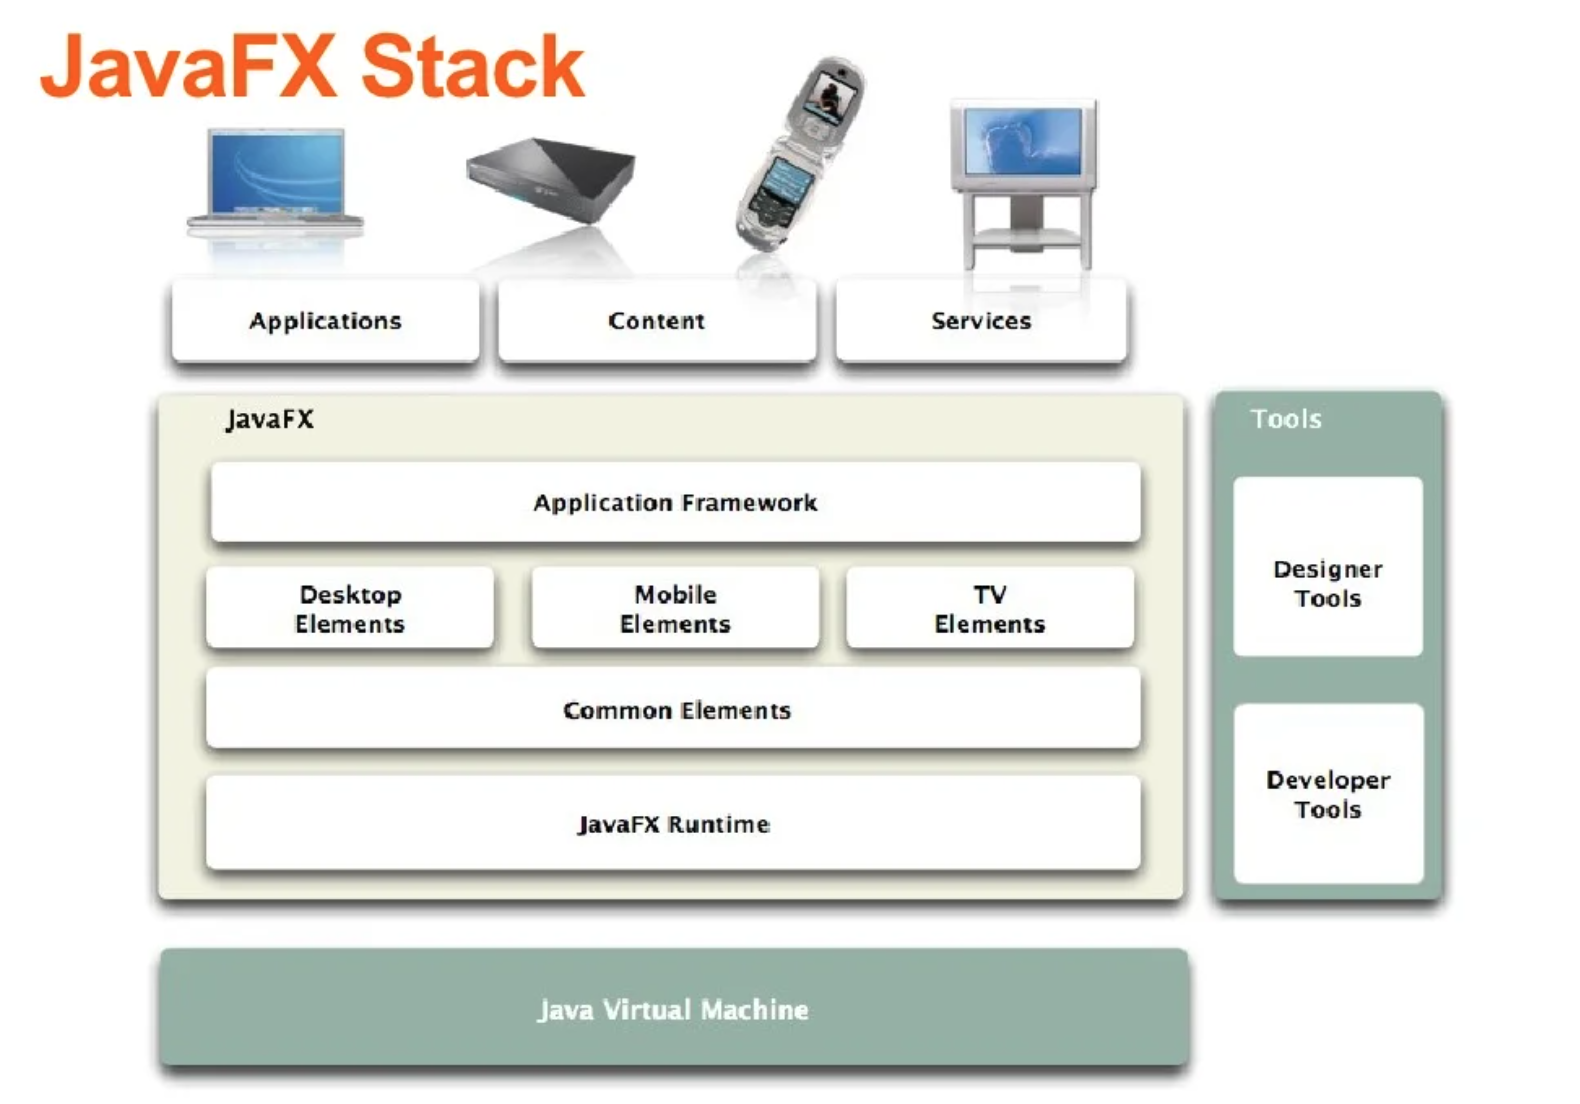 JavaFX Stack
Applications
Content
Services
JavaFX
Application Framework
Desktop
Elements
Mobile
Elements
TV
Elements
Common Elements
JavaFX Runtime
Tools
Designer
Tools
Developer
Tools
Java Virtual Machine